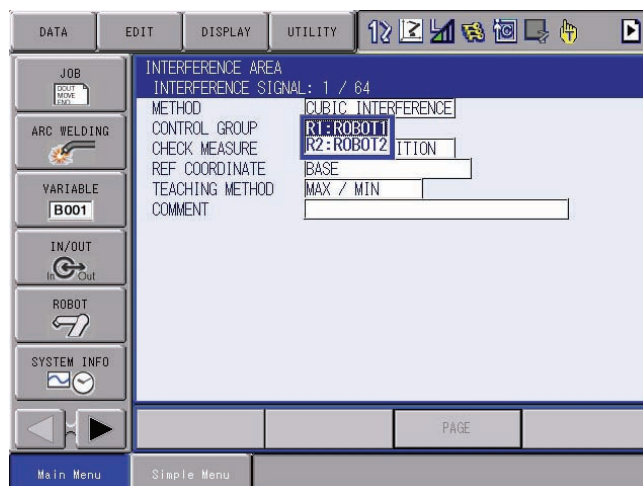 DATA EDIT DISPLAY UTILITY 12
JOB
DOUT
MOVE
END
ARC WELDING
VARIABLE
B001
IN/OUT
In Out
ROBOT
SYSTEM INFO
INTERFERENCE AREA
INTERFERENCE SIGNAL: 1 / 64
METHOD CUBIC INTERFERENCE
CONTROL GROUP R1:ROBOT1
R2:ROBOT2
CHECK MEASURE ITION
REF COORDINATE BASE
TEACHING METHOD MAX / MIN
COMMENT
PAGE
Main Menu Simple Menu